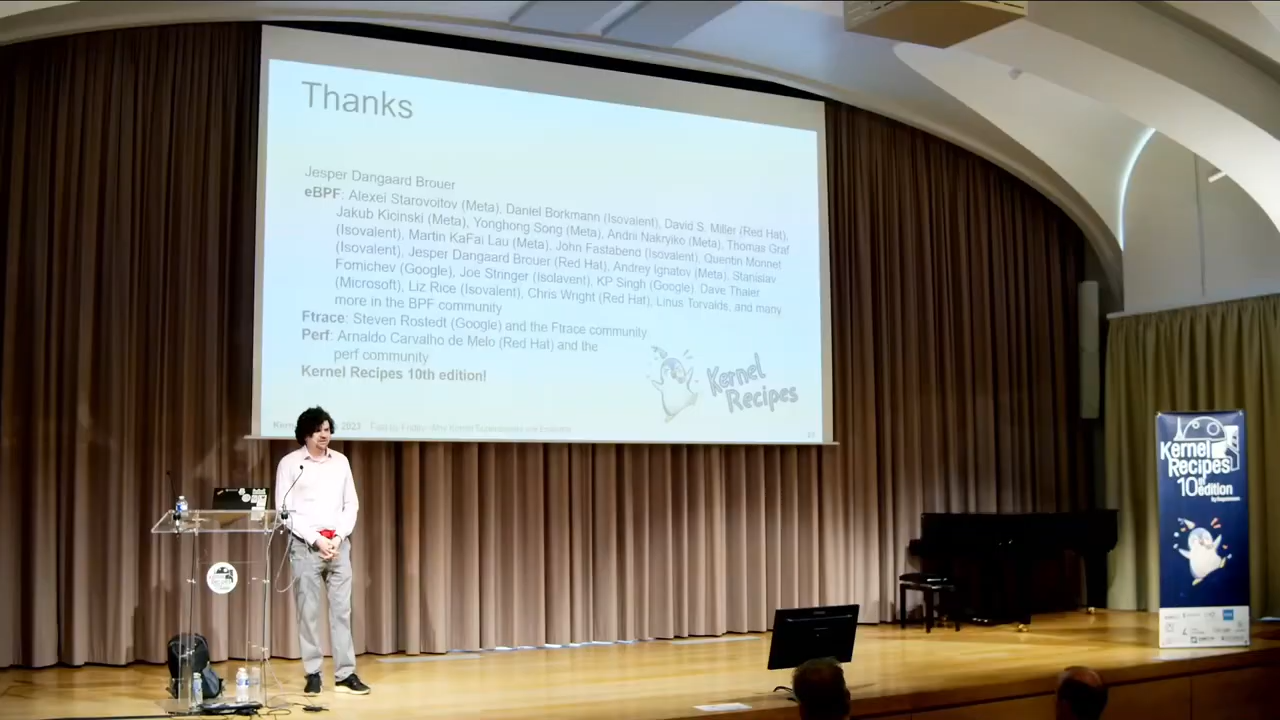 Thanks
Jesper Dangaard Brouer
eBPF: Alexei Starovoitov (Meta), Daniel Borkmann (Isovalent), David S. Miller (Red Hat),
Jakub Kicinski (Meta), Yonghong Song (Meta), Andrii Nakryiko (Meta), Thomas Graf
(Isovalent), Martin KaFai Lau (Meta), John Fastabend (Isovalent), Quentin Monnet
(Isovalent), Jesper Dangaard Brouer (Red Hat), Andrey Ignatov (Meta), Stanislav
Fomichev (Google), Joe Stringer (Isolavent), KP Singh (Google), Dave Thaler
(Microsoft), Liz Rice (Isovalent), Chris Wright (Red Hat), Linus Torvalds, and many
more in the BPF community
Ftrace: Steven Rostedt (Google) and the Ftrace community
Perf: Arnaldo Carvalho de Melo (Red Hat) and the
perf community
Kernel Recipes 10th edition!
Kernel
Recipes
2023
Kernel
Recipes
10th edition